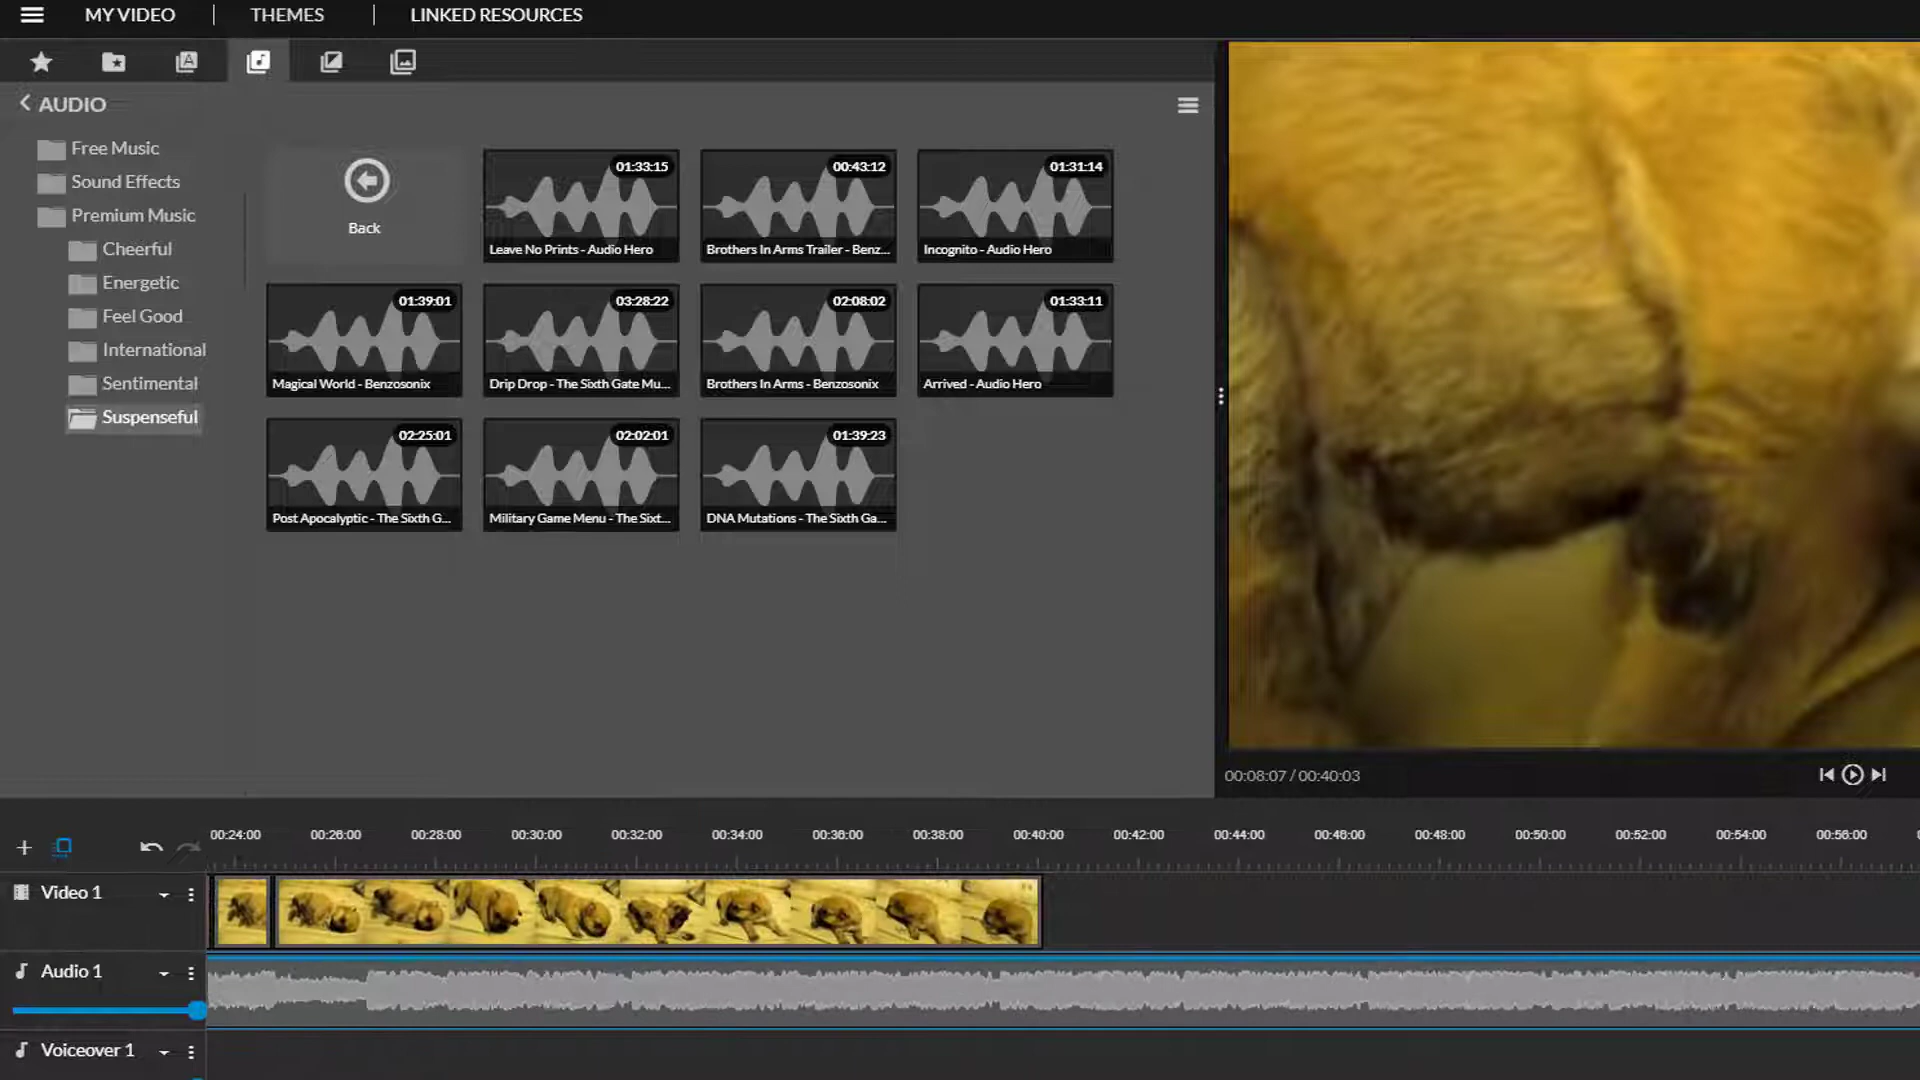 MY VIDEO THEMES LINKED RESOURCES
AUDIO
Free Music
Sound Effects
Premium Music
Cheerful
Energetic
Feel Good
International
Sentimental
Suspenseful
Back
01:33:15
Leave No Prints - Audio Hero
00:43:12
Brothers In Arms Trailer - Benz...
01:31:14
Incognito - Audio Hero
01:39:01
Magical World - Benzosonix
03:28:22
Drip Drop - The Sixth Gate Mu...
02:08:02
Brothers In Arms - Benzosonix
01:33:11
Arrived - Audio Hero
02:25:01
Post Apocalyptic - The Sixth G...
02:02:01
Military Game Menu - The Sixt...
01:39:23
DNA Mutations - The Sixth Ga...
00:08:07 / 00:40:03
00:24:00 00:26:00 00:28:00 00:30:00 00:32:00 00:34:00 00:36:00 00:38:00 00:40:00 00:42:00 00:44:00 00:46:00 00:48:00 00:50:00 00:52:00 00:54:00 00:56:00
Video 1
Audio 1
Voiceover 1